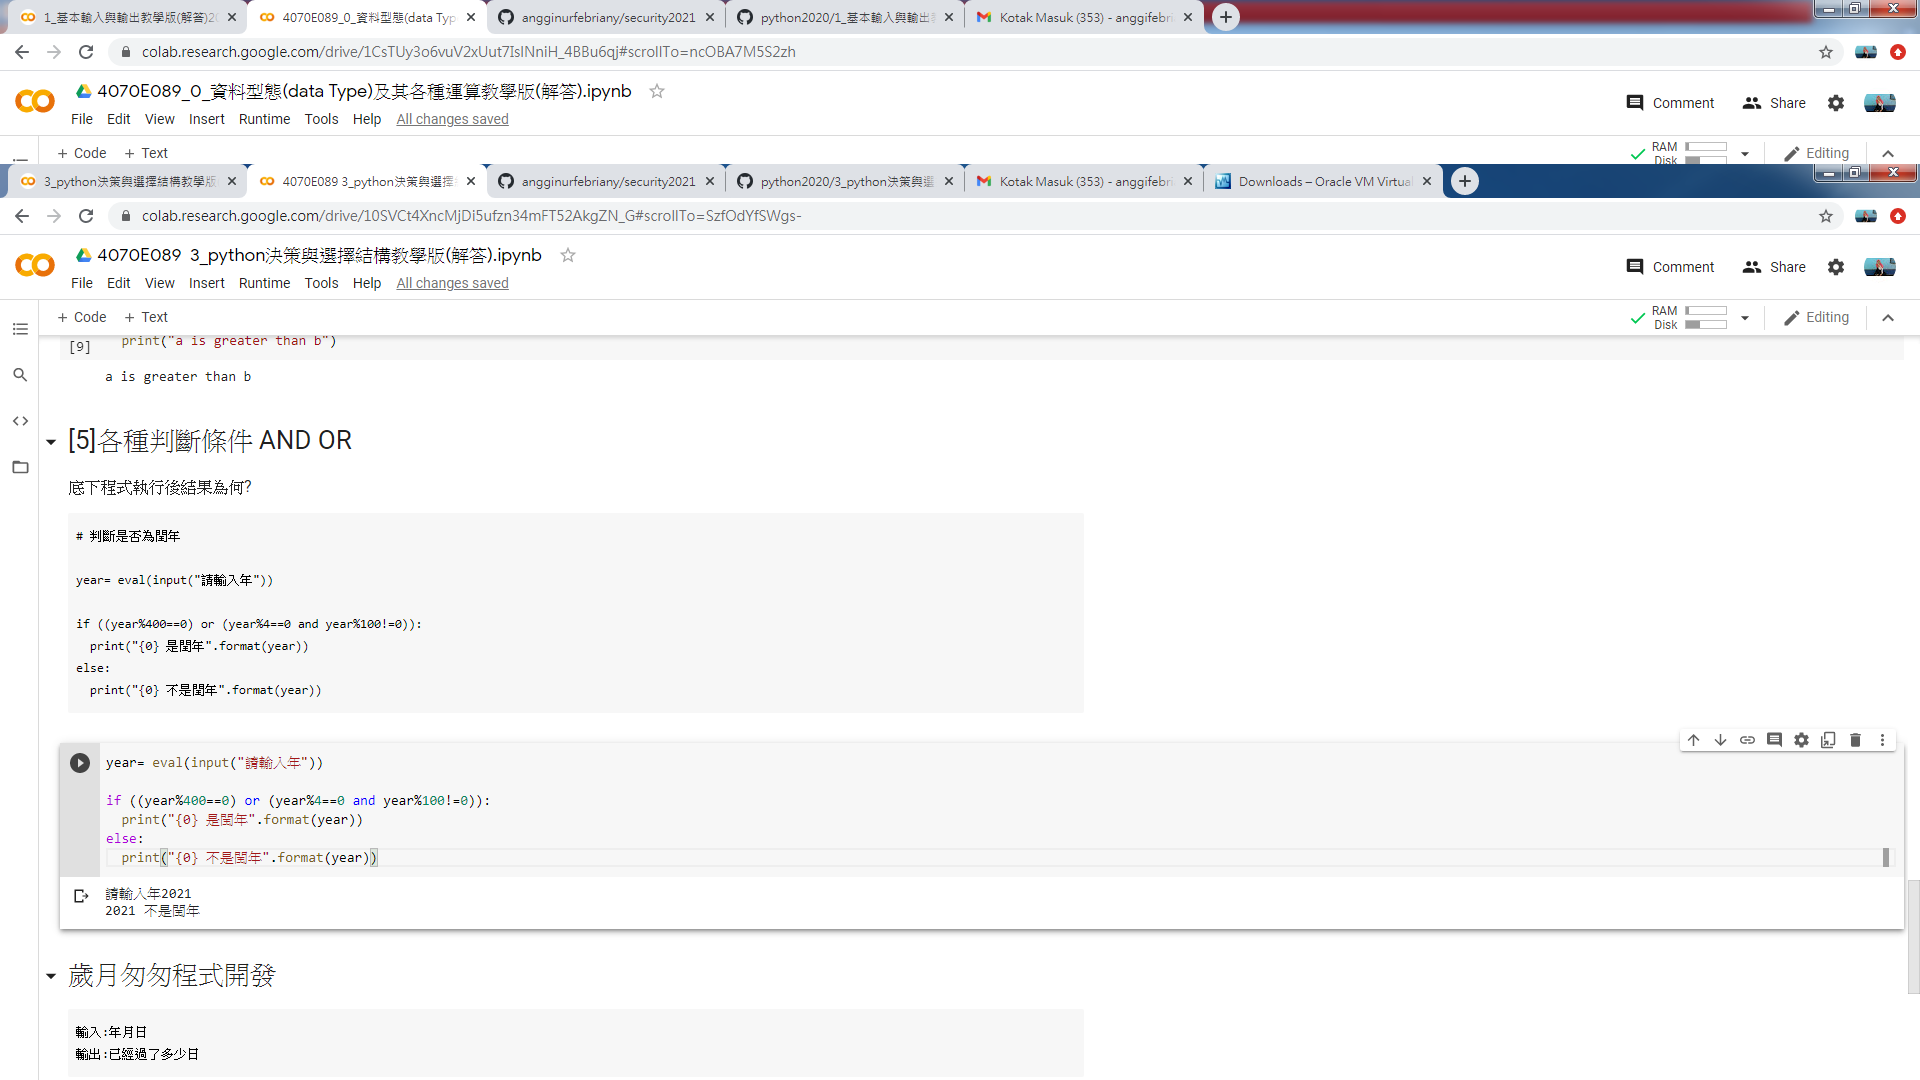 1_基本輸入與輸出教學版(解答)2
4070E089_0_資料型態(data Typ
angginurfebriany/security2021
python2020/1_基本輸入與輸出
Kotak Masuk (353) - anggifebri
colab.research.google.com/drive/1CsTUy3o6vuV2xUut7IsINniH_4BBu6qj#scrollTo=ncOBA7M5S2zh
4070E089_0_資料型態(data Type)及其各種運算教學版(解答).ipynb
Comment
Share
File Edit View Insert Runtime Tools Help All changes saved
+ Code + Text
RAM
Disk
Editing
3_python決策與選擇結構教學版
4070E089 3_python決策與選擇
angginurfebriany/security2021
python2020/3_python決策與選
Kotak Masuk (353) - anggifebri
Downloads – Oracle VM Virtual
colab.research.google.com/drive/10SVCt4XncMjDi5ufzn34mFT52AkgZN_G#scrollTo=SzfOdYfSWgs-
4070E089 3_python決策與選擇結構教學版(解答).ipynb
Comment
Share
File Edit View Insert Runtime Tools Help All changes saved
+ Code + Text
RAM
Disk
Editing
[9] print("a is greater than b")
a is greater than b
[5]各種判斷條件 AND OR
底下程式執行後結果為何?
# 判斷是否為閏年
year= eval(input("請輸入年"))
if ((year%400==0) or (year%4==0 and year%100!=0)):
print("{0} 是閏年".format(year))
else:
print("{0} 不是閏年".format(year))
year= eval(input("請輸入年"))
if ((year%400==0) or (year%4==0 and year%100!=0)):
print("{0} 是閏年".format(year))
else:
print("{0} 不是閏年".format(year))
請輸入年2021
2021 不是閏年
歲月匆匆程式開發
輸入:年月日
輸出:已經過了多少日